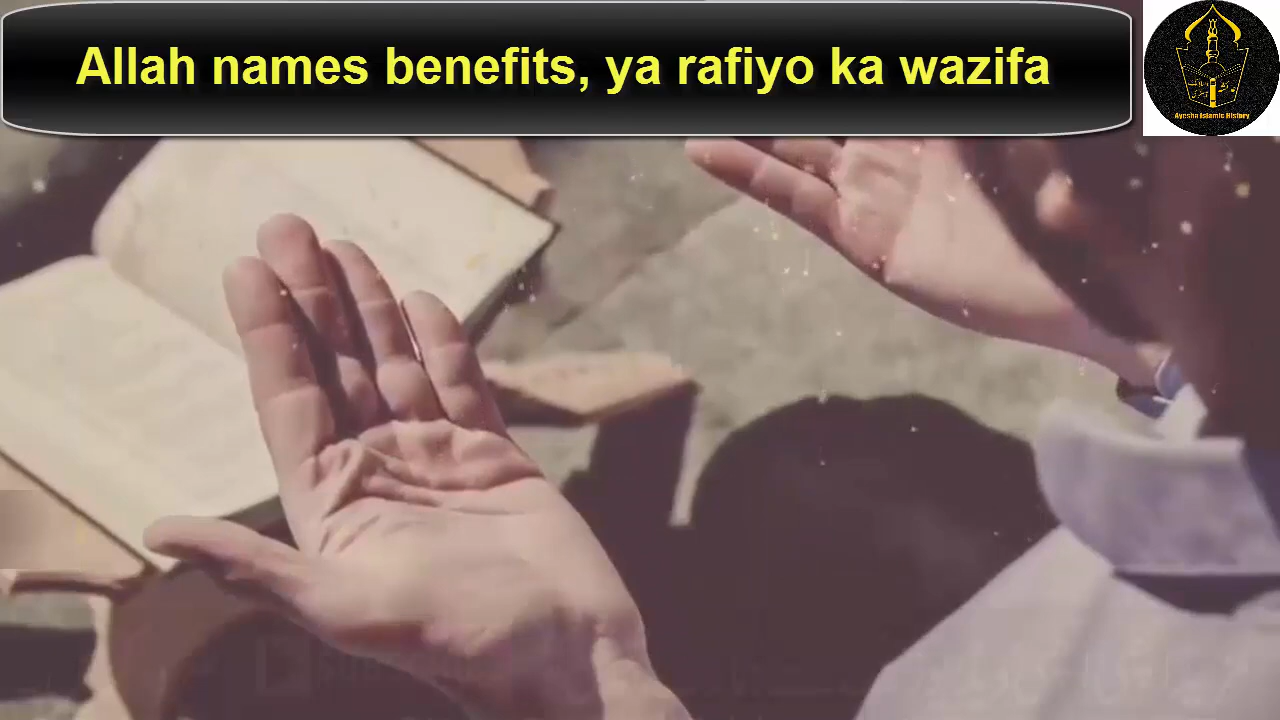 Allah names benefits, ya rafiyo ka wazifa
Ayesha Islamic History